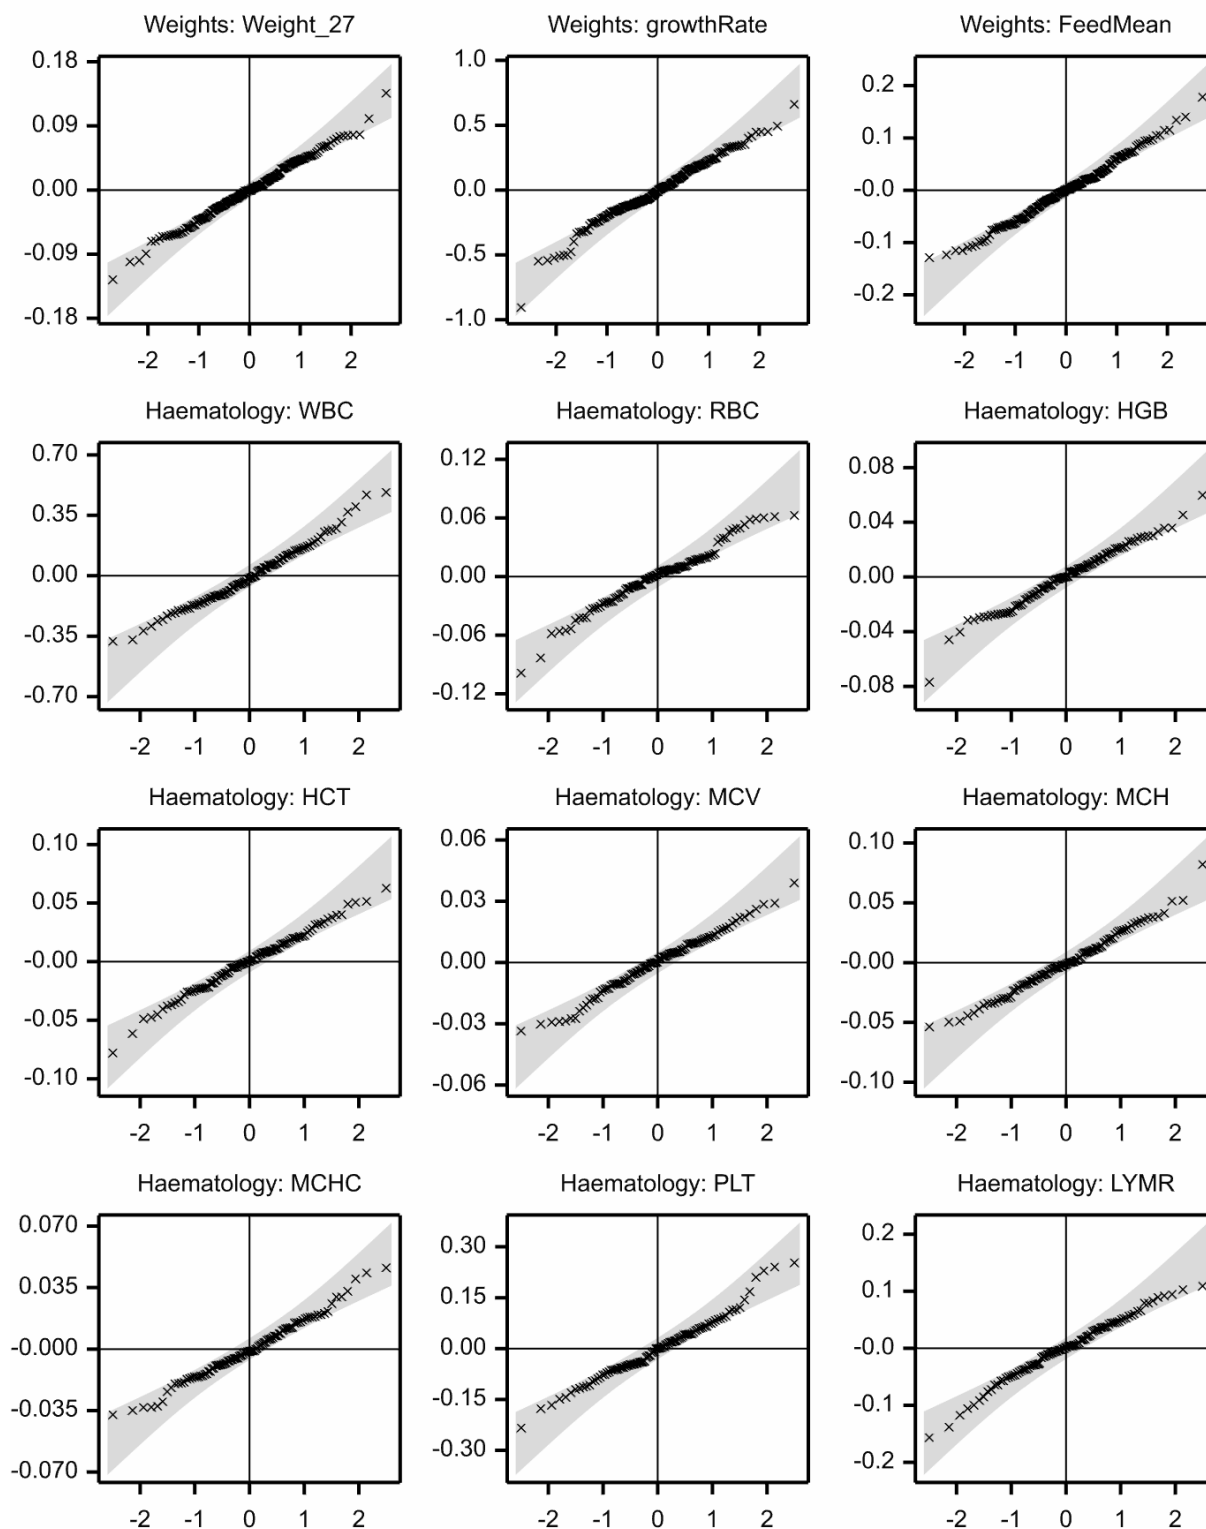 Weights: Weight_27 Weights: growthRate Weights: FeedMean
0.18 1.0 0.2
0.09 0.5 0.1
0.00 0.0 -0.0
-0.09 -0.5 -0.1
-0.18 -1.0 -0.2
-2 -1 0 1 2 -2 -1 0 1 2 -2 -1 0 1 2
Haematology: WBC Haematology: RBC Haematology: HGB
0.70 0.12 0.08
0.35 0.06 0.04
0.00 0.00 0.00
-0.35 -0.06 -0.04
-0.70 -0.12 -0.08
-2 -1 0 1 2 -2 -1 0 1 2 -2 -1 0 1 2
Haematology: HCT Haematology: MCV Haematology: MCH
0.10 0.06 0.10
0.05 0.03 0.05
-0.00 0.00 -0.00
-0.05 -0.03 -0.05
-0.10 -0.06 -0.10
-2 -1 0 1 2 -2 -1 0 1 2 -2 -1 0 1 2
Haematology: MCHC Haematology: PLT Haematology: LYMR
0.070 0.30 0.2
0.035 0.15 0.1
-0.000 0.00 -0.0
-0.035 -0.15 -0.1
-0.070 -0.30 -0.2
-2 -1 0 1 2 -2 -1 0 1 2 -2 -1 0 1 2